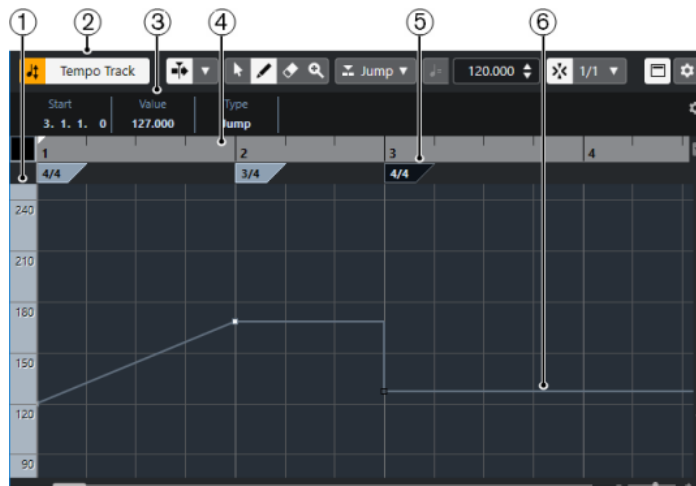 1 2 3 4 5 6
Tempo Track Jump 120.000 1/1
Start Value Type
3. 1. 1. 0 127.000 Jump
1 2 3 4
4/4 3/4 4/4
240
210
180
150
120
90